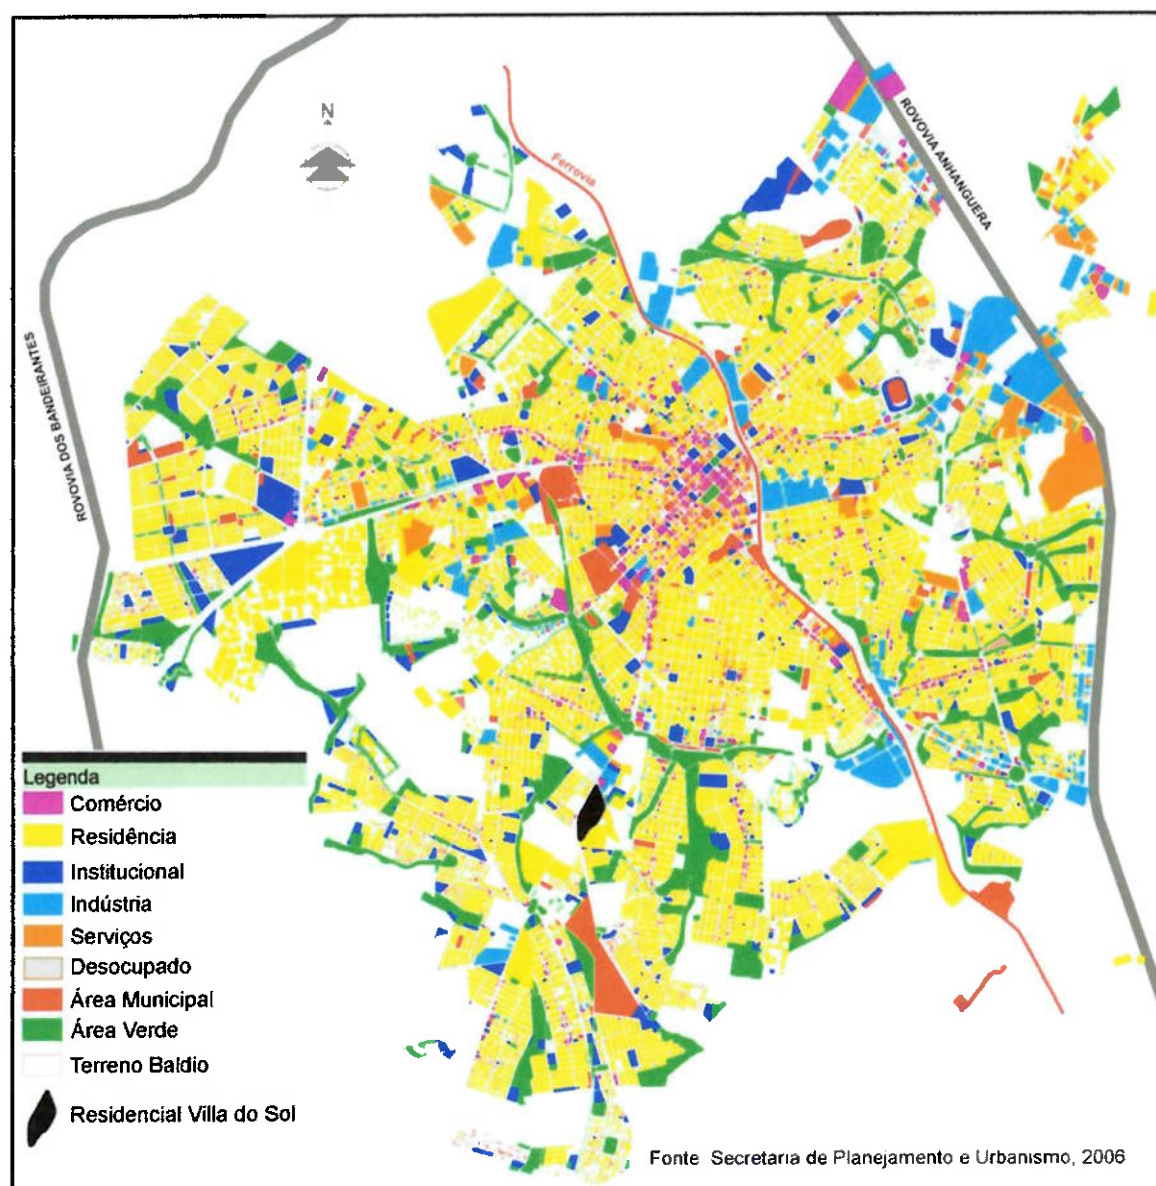 N
Ferrovia
ROVOVIA ANHANGUERA
ROVOVIA DOS BANDEIRANTES
Legenda
Comércio
Residência
Institucional
Indústria
Serviços
Desocupado
Área Municipal
Área Verde
Terreno Baldio
Residencial Villa do Sol
Fonte Secretaria de Planejamento e Urbanismo, 2006